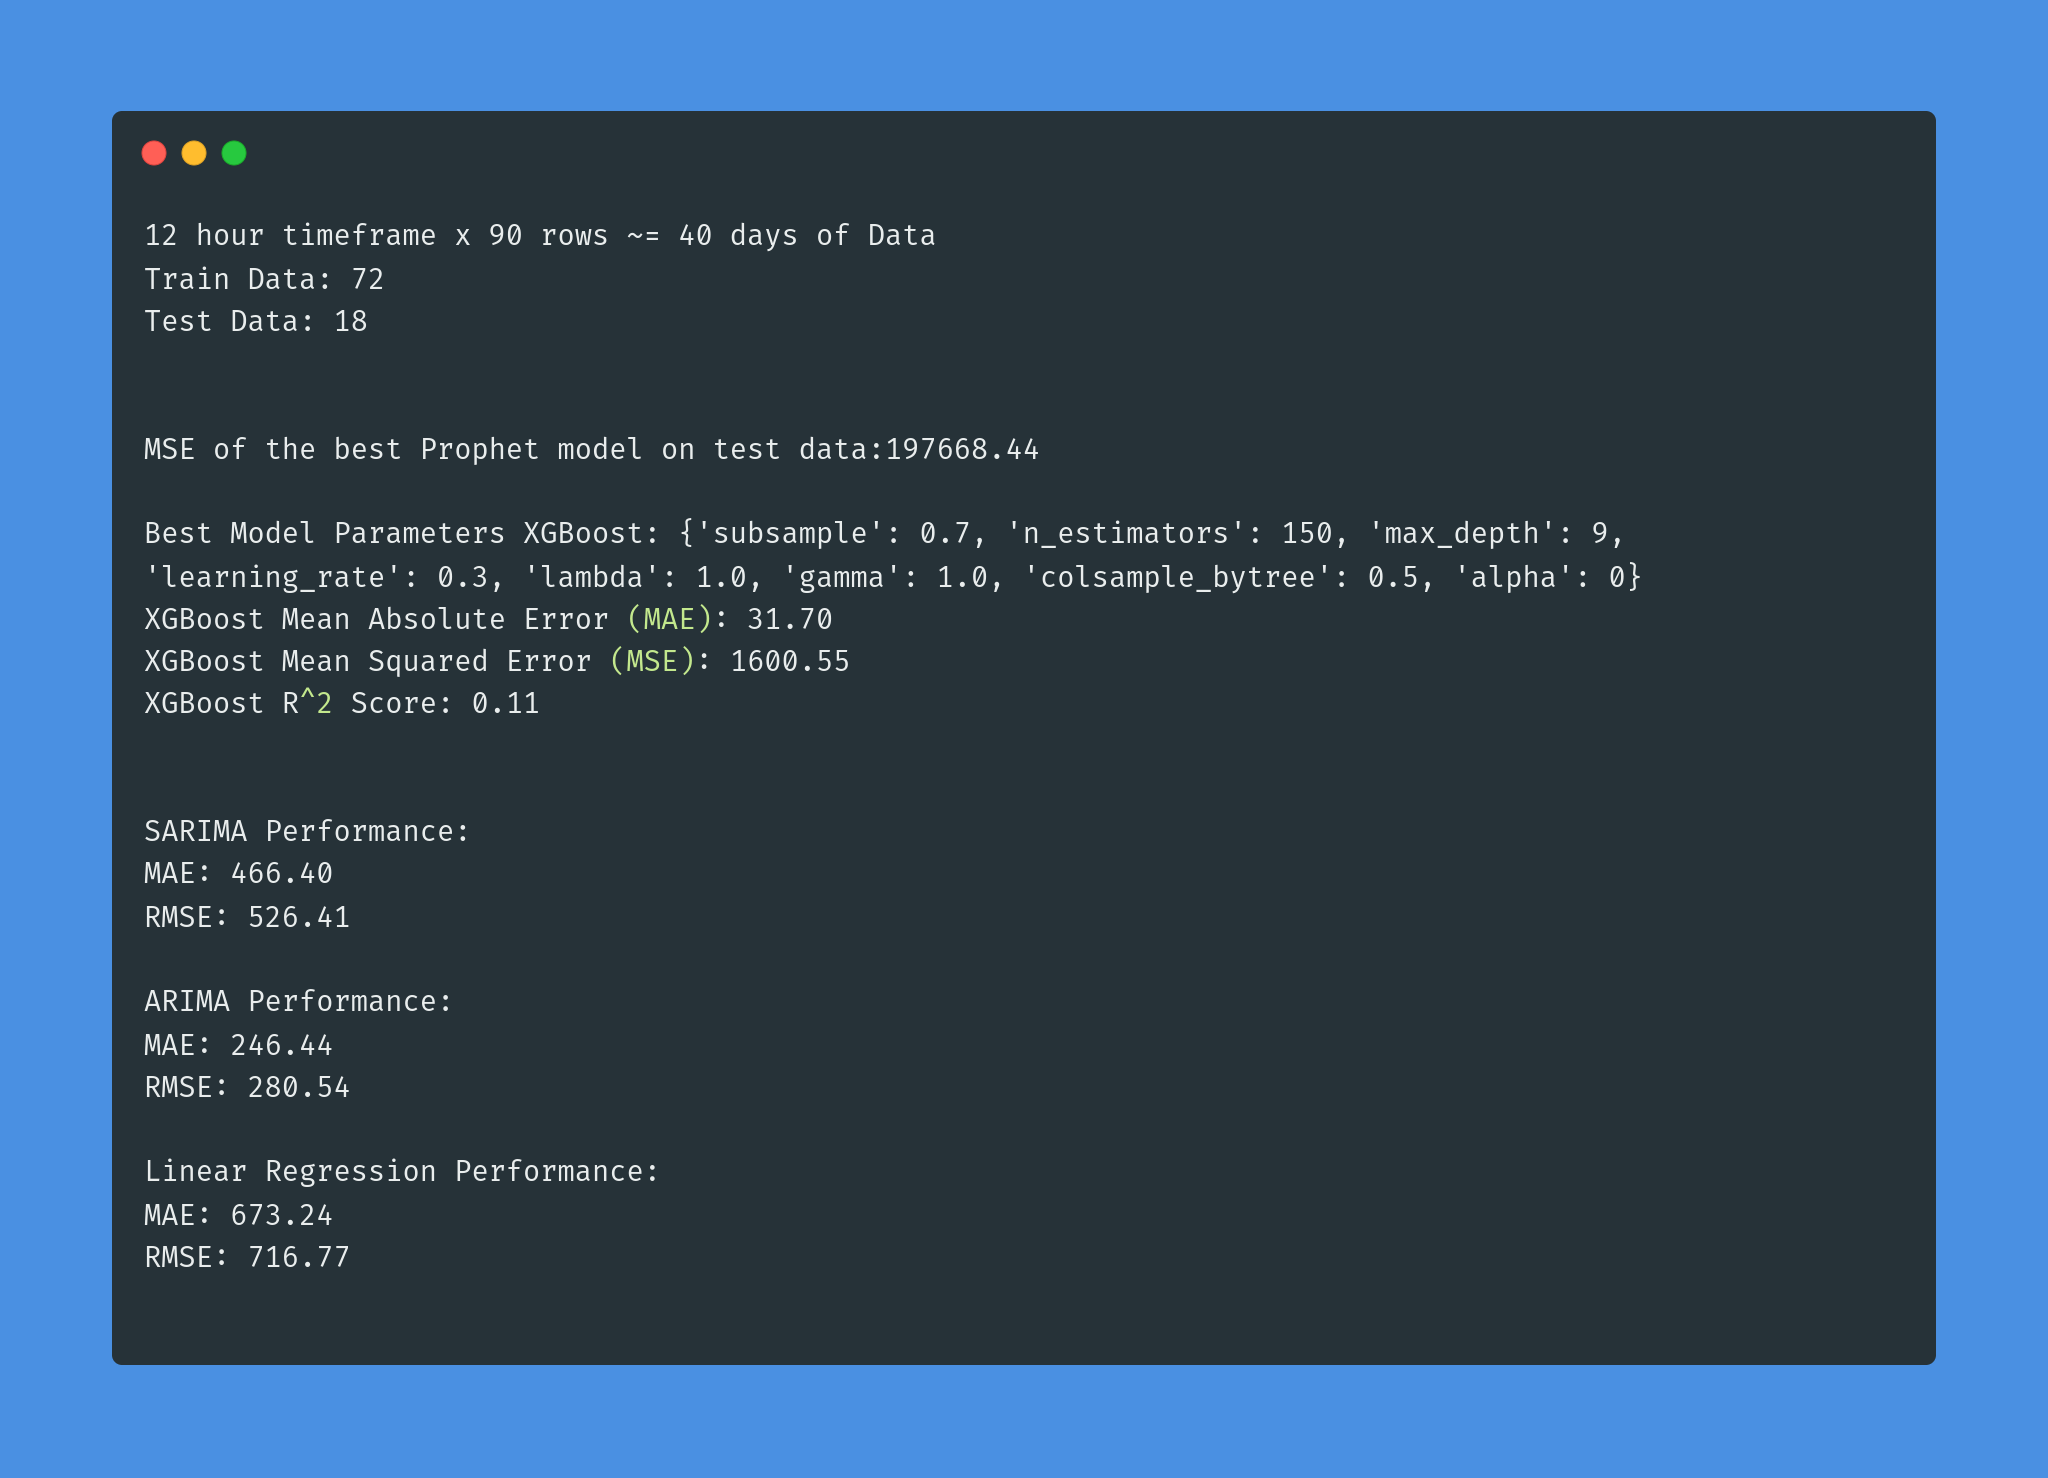 12 hour timeframe x 90 rows ~= 40 days of Data
Train Data: 72
Test Data: 18
MSE of the best Prophet model on test data:197668.44
Best Model Parameters XGBoost: {'subsample': 0.7, 'n_estimators': 150, 'max_depth': 9,
'learning_rate': 0.3, 'lambda': 1.0, 'gamma': 1.0, 'colsample_bytree': 0.5, 'alpha': 0}
XGBoost Mean Absolute Error (MAE): 31.70
XGBoost Mean Squared Error (MSE): 1600.55
XGBoost R^2 Score: 0.11
SARIMA Performance:
MAE: 466.40
RMSE: 526.41
ARIMA Performance:
MAE: 246.44
RMSE: 280.54
Linear Regression Performance:
MAE: 673.24
RMSE: 716.77